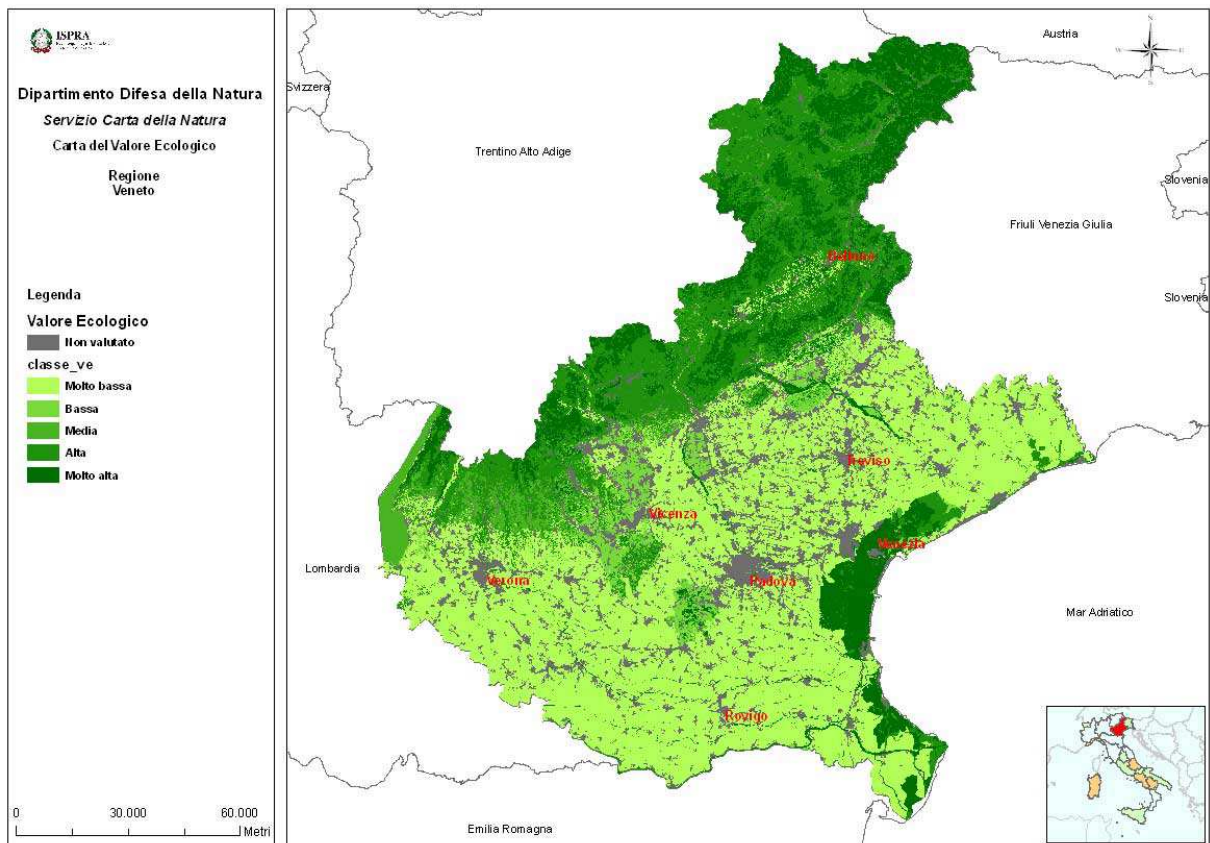 ISPRA
Dipartimento Difesa della Natura
Servizio Carta della Natura
Carta del Valore Ecologico
Regione
Veneto
Legenda
Valore Ecologico
Non valutato
classe_ve
Molto bassa
Bassa
Media
Alta
Molto alta
0
30.000
60.000
Metri
Austria
Svizzera
Trentino Alto Adige
Slovenia
Friuli Venezia Giulia
Slovenia
Belluno
Treviso
Vicenza
Venezia
Lombardia
Verona
Padova
Mar Adriatico
Rovigo
Emilia Romagna